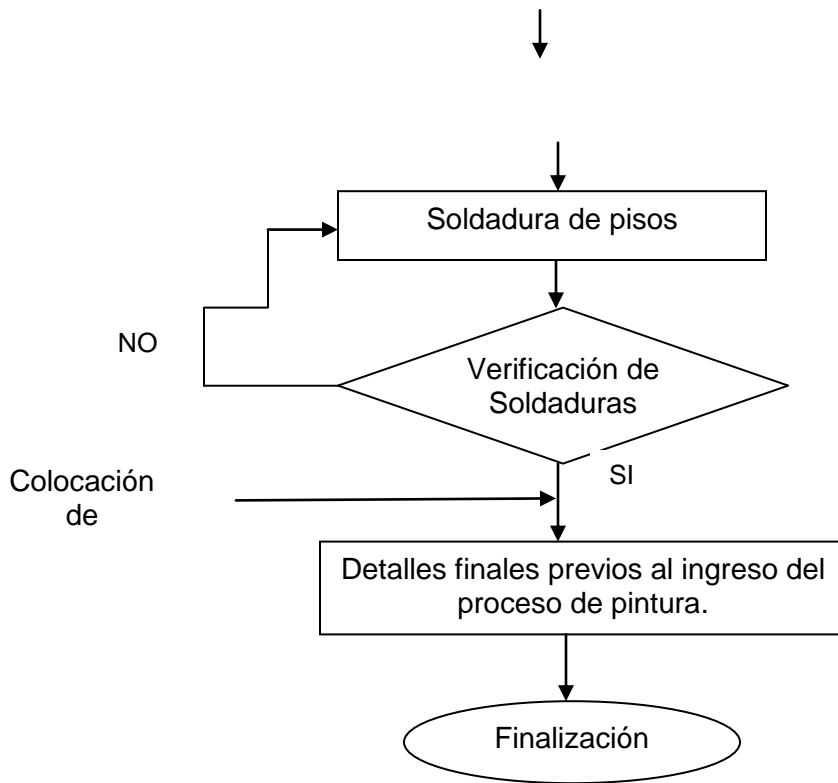 Soldadura de pisos
NO
Verificación de
Soldaduras
SI
Colocación
de
Detalles finales previos al ingreso del
proceso de pintura.
Finalización